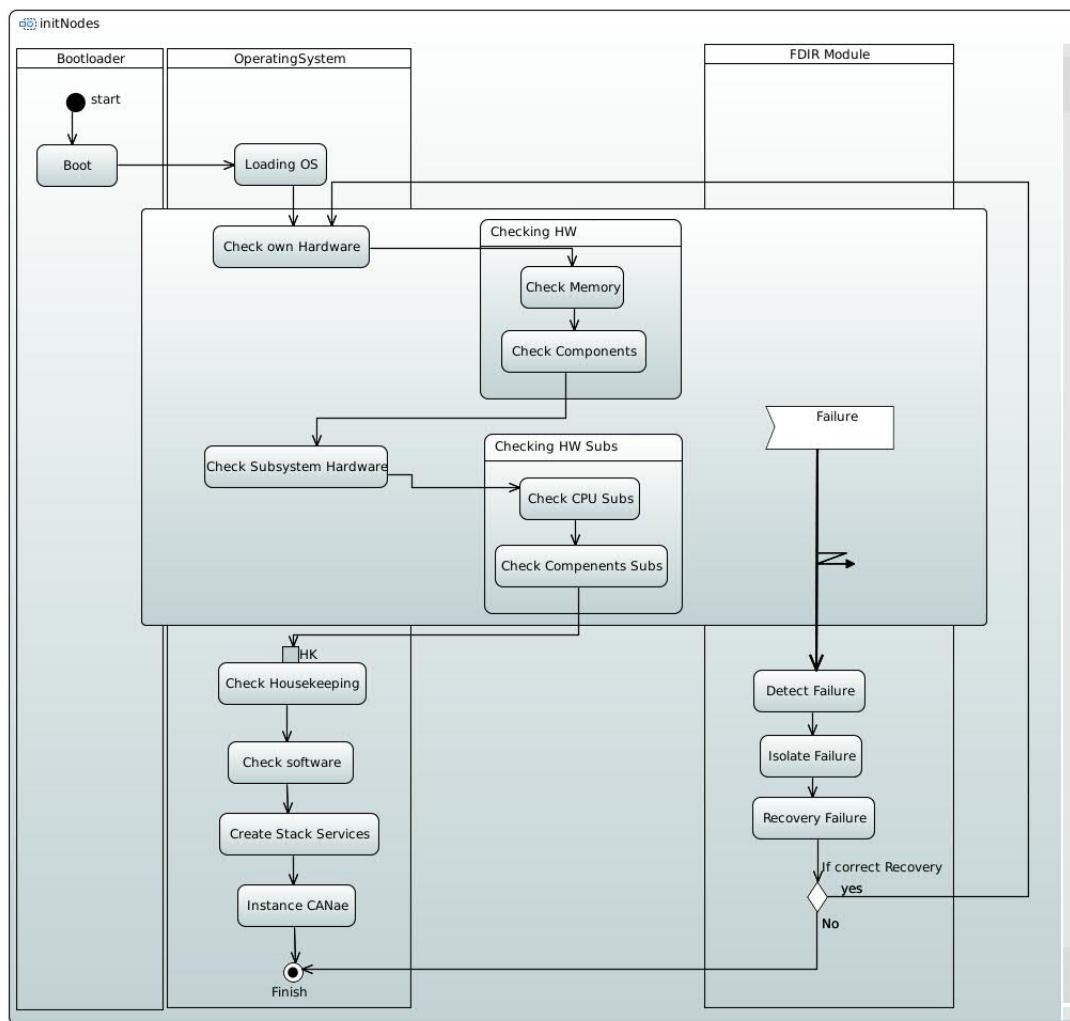 initNodes
Bootloader
OperatingSystem
FDIR Module
start
Boot
Loading OS
Check own Hardware
Checking HW
Check Memory
Check Components
Failure
Check Subsystem Hardware
Checking HW Subs
Check CPU Subs
Check Compenents Subs
HK
Check Housekeeping
Detect Failure
Check software
Isolate Failure
Create Stack Services
Recovery Failure
If correct Recovery
yes
Instance CANae
No
Finish